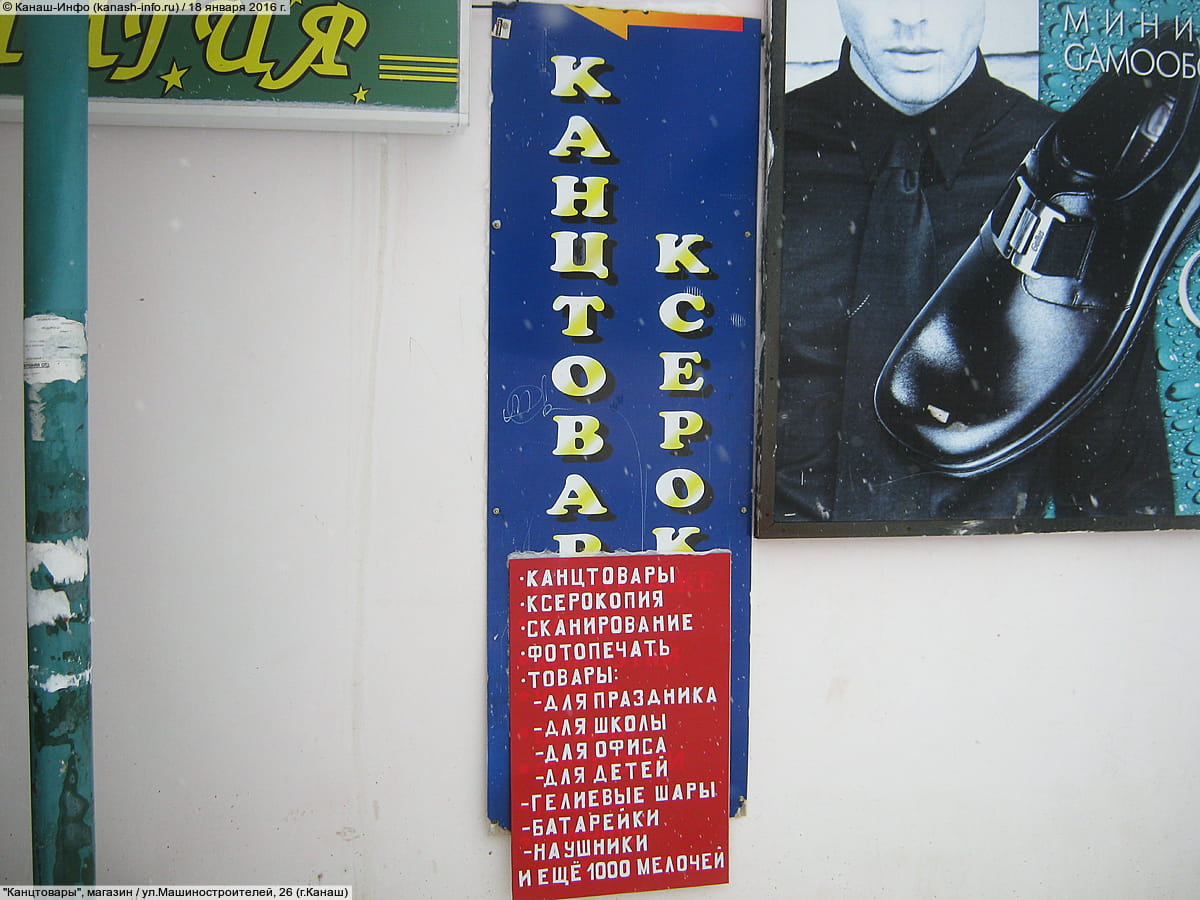 © Канаш-Инфо (kanash-info.ru) / 18 января 2016 г.
КАНЦТОВАР
КСЕРОК
МИНИ
САМООБ
·КАНЦТОВАРЫ
·КСЕРОКОПИЯ
·СКАНИРОВАНИЕ
·ФОТОПЕЧАТЬ
·ТОВАРЫ:
-ДЛЯ ПРАЗДНИКА
-ДЛЯ ШКОЛЫ
-ДЛЯ ОФИСА
-ДЛЯ ДЕТЕЙ
-ГЕЛИЕВЫЕ ШАРЫ
-БАТАРЕЙКИ
-НАУШНИКИ
И ЕЩЁ 1000 МЕЛОЧЕЙ
"Канцтовары", магазин / ул.Машиностроителей, 26 (г.Канаш)